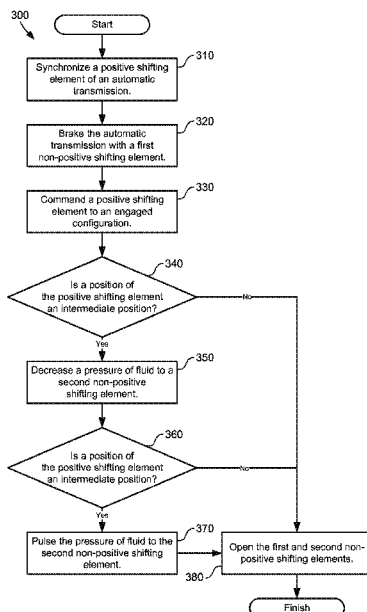 300
Start
310
Synchronize a positive shifting
element of an automatic
transmission.
320
Brake the automatic
transmission with a first
non-positive shifting element.
330
Command a positive shifting
element to an engaged
configuration.
340
Is a position of
the positive shifting element
an intermediate position?
No
Yes
350
Decrease a pressure of fluid to a
second non-positive shifting
element.
360
Is a position of
the positive shifting element
an intermediate position?
No
Yes
370
Pulse the pressure of fluid to the
second non-positive shifting
element.
Open the first and second non-
positive shifting elements.
380
Finish